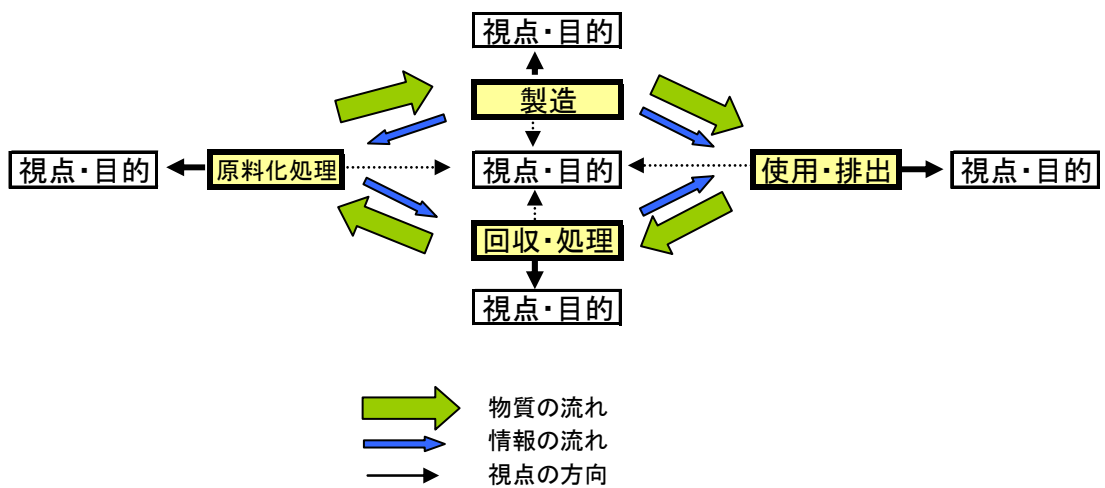 視点・目的
製造
視点・目的
原料化処理
視点・目的
使用・排出
視点・目的
回収・処理
視点・目的
物質の流れ
情報の流れ
視点の方向